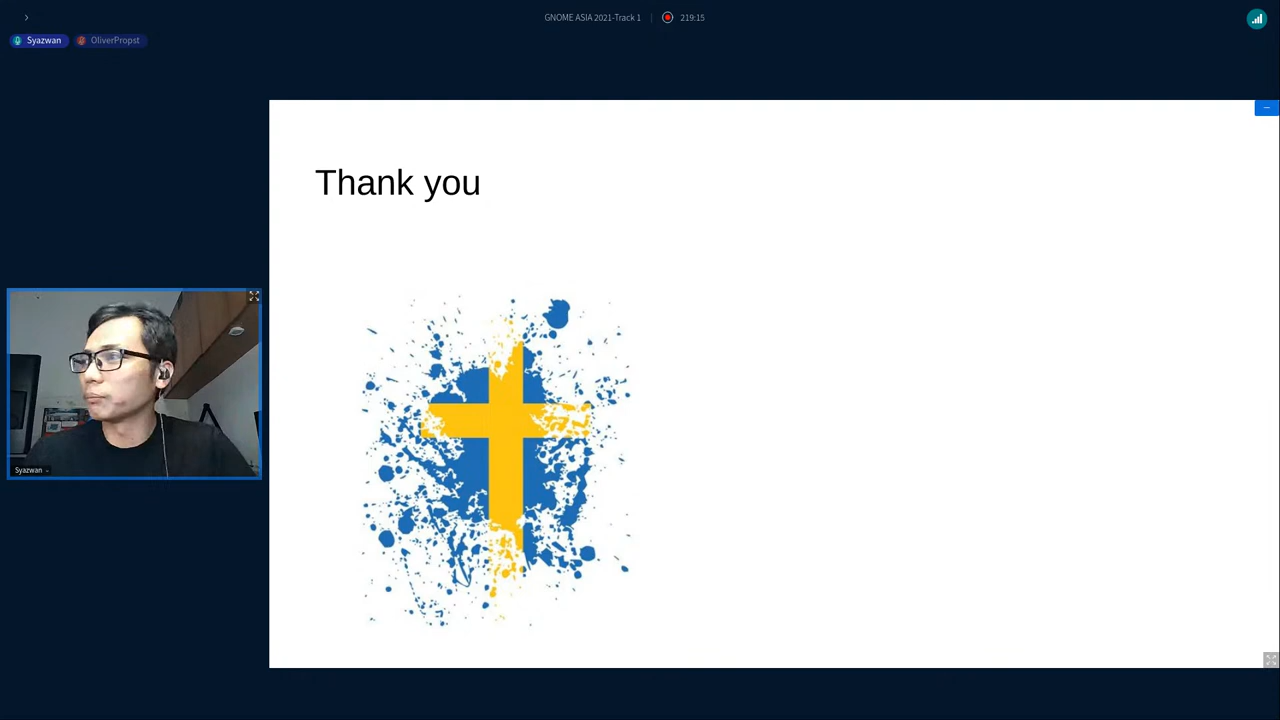 GNOME ASIA 2021-Track 1
219:15
Syazwan
OliverPropst
Thank you
Syazwan